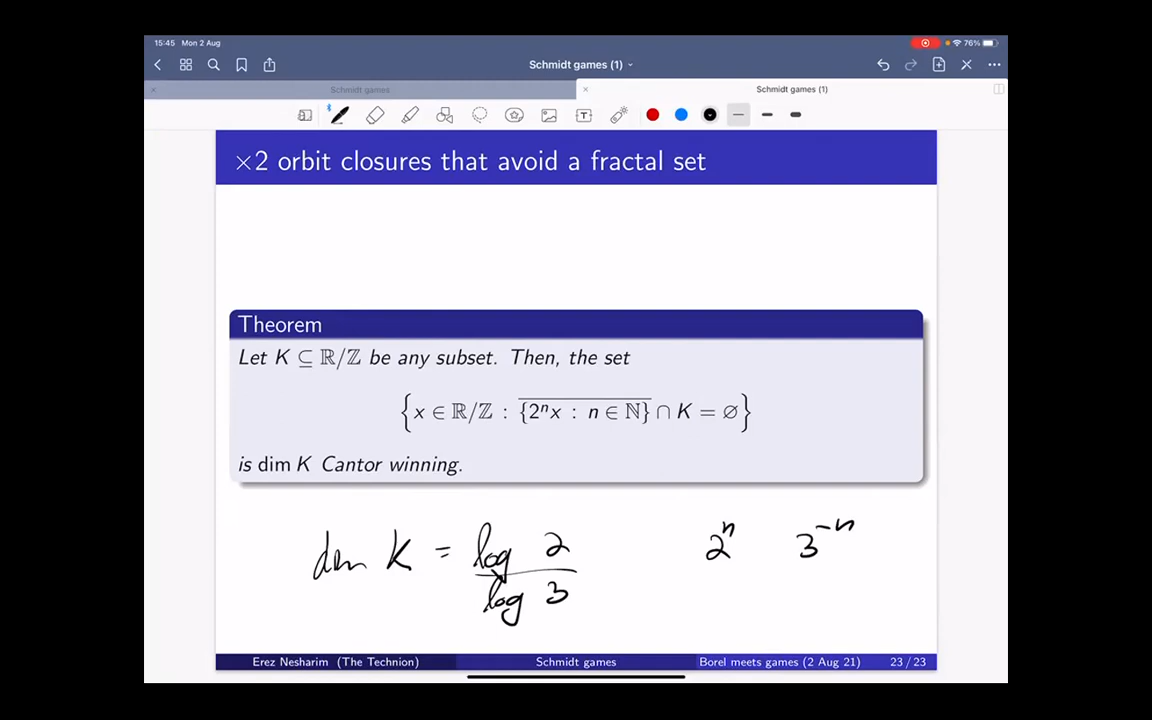 15:45 Mon 2 Aug
76%
Schmidt games (1)
Schmidt games
Schmidt games (1)
×2 orbit closures that avoid a fractal set
Theorem
Let K ⊆ ℝ/ℤ be any subset. Then, the set
{x ∈ ℝ/ℤ : \overline{{2ⁿx : n ∈ ℕ}} ∩ K = ∅}
is dim K Cantor winning.
dim K = log 2 / log 3 2ⁿ 3⁻ⁿ
Erez Nesharim (The Technion) Schmidt games Borel meets games (2 Aug 21) 23 / 23